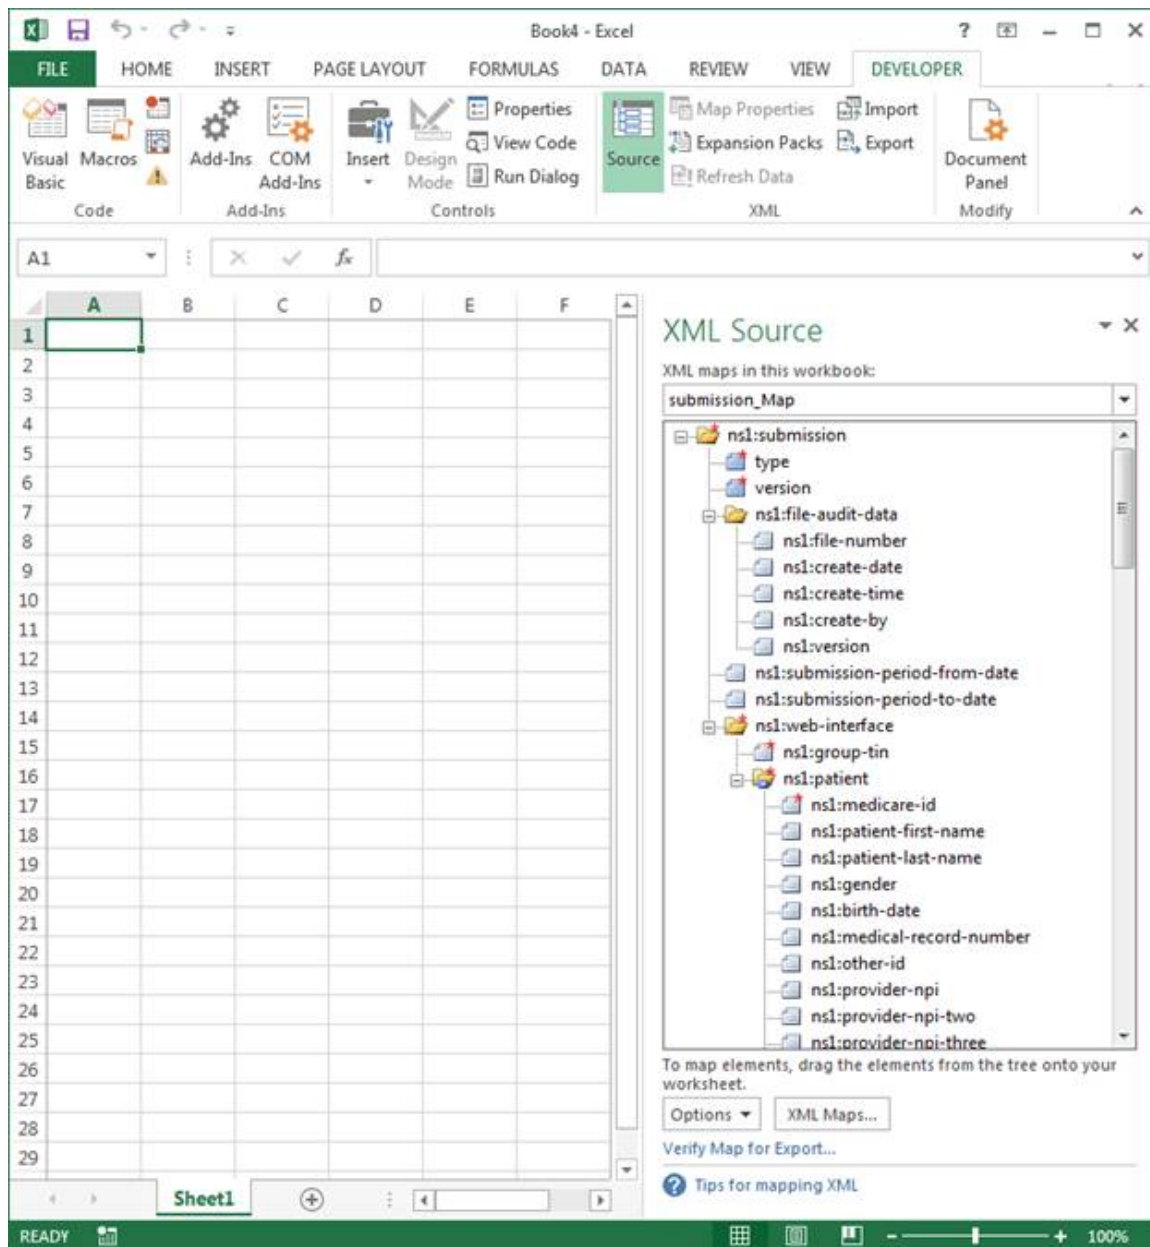 Book4 - Excel
?
FILE HOME INSERT PAGE LAYOUT FORMULAS DATA REVIEW VIEW DEVELOPER
Visual Basic
Macros
Code
Add-Ins
COM Add-Ins
Add-Ins
Insert
Design Mode
Properties
View Code
Run Dialog
Controls
Source
Map Properties
Expansion Packs
Refresh Data
Import
Export
XML
Document Panel
Modify
A1
fx
A B C D E F
1
2
3
4
5
6
7
8
9
10
11
12
13
14
15
16
17
18
19
20
21
22
23
24
25
26
27
28
29
XML Source
XML maps in this workbook:
submission_Map
ns1:submission
type
version
ns1:file-audit-data
ns1:file-number
ns1:create-date
ns1:create-time
ns1:create-by
ns1:version
ns1:submission-period-from-date
ns1:submission-period-to-date
ns1:web-interface
ns1:group-tin
ns1:patient
ns1:medicare-id
ns1:patient-first-name
ns1:patient-last-name
ns1:gender
ns1:birth-date
ns1:medical-record-number
ns1:other-id
ns1:provider-npi
ns1:provider-npi-two
ns1:provider-npi-three
To map elements, drag the elements from the tree onto your
worksheet.
Options
XML Maps...
Verify Map for Export...
Tips for mapping XML
Sheet1
READY
100%